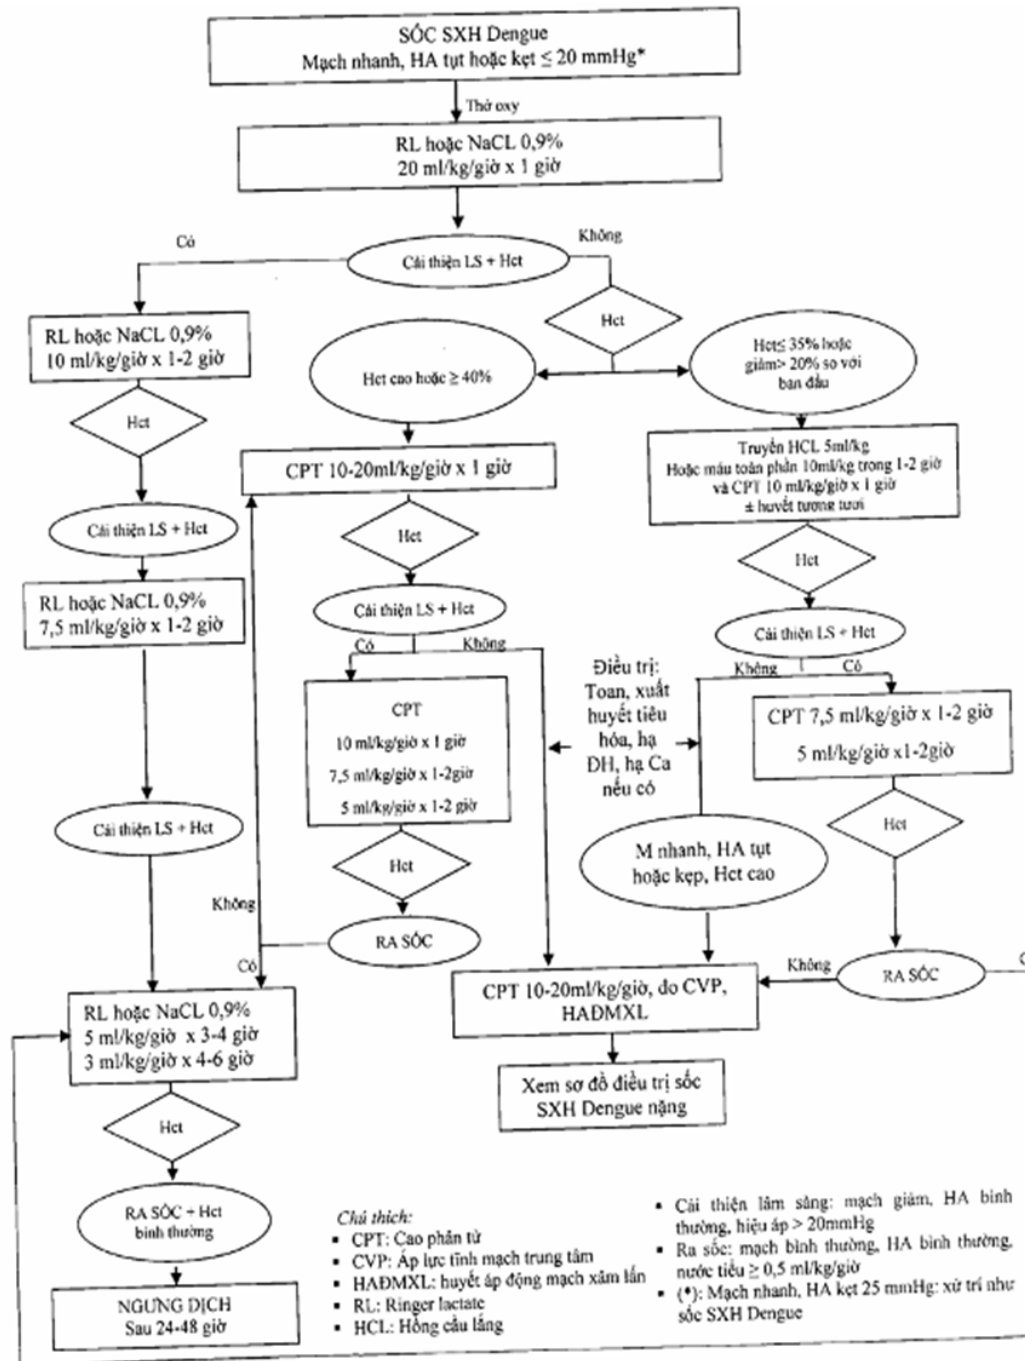 SỐC SXH Dengue
Mạch nhanh, HA tụt hoặc kẹt ≤ 20 mmHg*
Thở oxy
RL hoặc NaCL 0,9%
20 ml/kg/giờ x 1 giờ
Có
Không
Cải thiện LS + Hct
Hct
RL hoặc NaCL 0,9%
10 ml/kg/giờ x 1-2 giờ
Hct cao hoặc ≥ 40%
Hct≤ 35% hoặc
giảm> 20% so với
ban đầu
Hct
CPT 10-20ml/kg/giờ x 1 giờ
Truyền HCL 5ml/kg
Hoặc máu toàn phần 10ml/kg trong 1-2 giờ
và CPT 10 ml/kg/giờ x 1 giờ
± huyết tương tươi
Cải thiện LS + Hct
Hct
Hct
RL hoặc NaCL 0,9%
7,5 ml/kg/giờ x 1-2 giờ
Cải thiện LS + Hct
Cải thiện LS + Hct
Có
Không
Không
Có
Điều trị:
Toan, xuất
huyết tiêu
hóa, hạ
ĐH, hạ Ca
nếu có
CPT
10 ml/kg/giờ x 1 giờ
7,5 ml/kg/giờ x 1-2giờ
5 ml/kg/giờ x 1-2 giờ
CPT 7,5 ml/kg/giờ x 1-2 giờ
5 ml/kg/giờ x1-2giờ
Cải thiện LS + Hct
Hct
Hct
M nhanh, HA tụt
hoặc kẹp, Hct cao
Không
RA SỐC
Có
Không
RA SỐC
C
RL hoặc NaCL 0,9%
5 ml/kg/giờ x 3-4 giờ
3 ml/kg/giờ x 4-6 giờ
CPT 10-20ml/kg/giờ, đo CVP,
HAĐMXL
Xem sơ đồ điều trị sốc
SXH Dengue nặng
Hct
RA SỐC + Hct
bình thường
NGƯNG DỊCH
Sau 24-48 giờ
Chú thích:
▪ CPT: Cao phân tử
▪ CVP: Áp lực tĩnh mạch trung tâm
▪ HAĐMXL: huyết áp động mạch xâm lấn
▪ RL: Ringer lactate
▪ HCL: Hồng cầu lắng
▪ Cải thiện lâm sàng: mạch giảm, HA bình
thường, hiệu áp > 20mmHg
▪ Ra sốc: mạch bình thường, HA bình thường,
nước tiểu ≥ 0,5 ml/kg/giờ
▪ (*): Mạch nhanh, HA kẹt 25 mmHg: xử trí như
sốc SXH Dengue